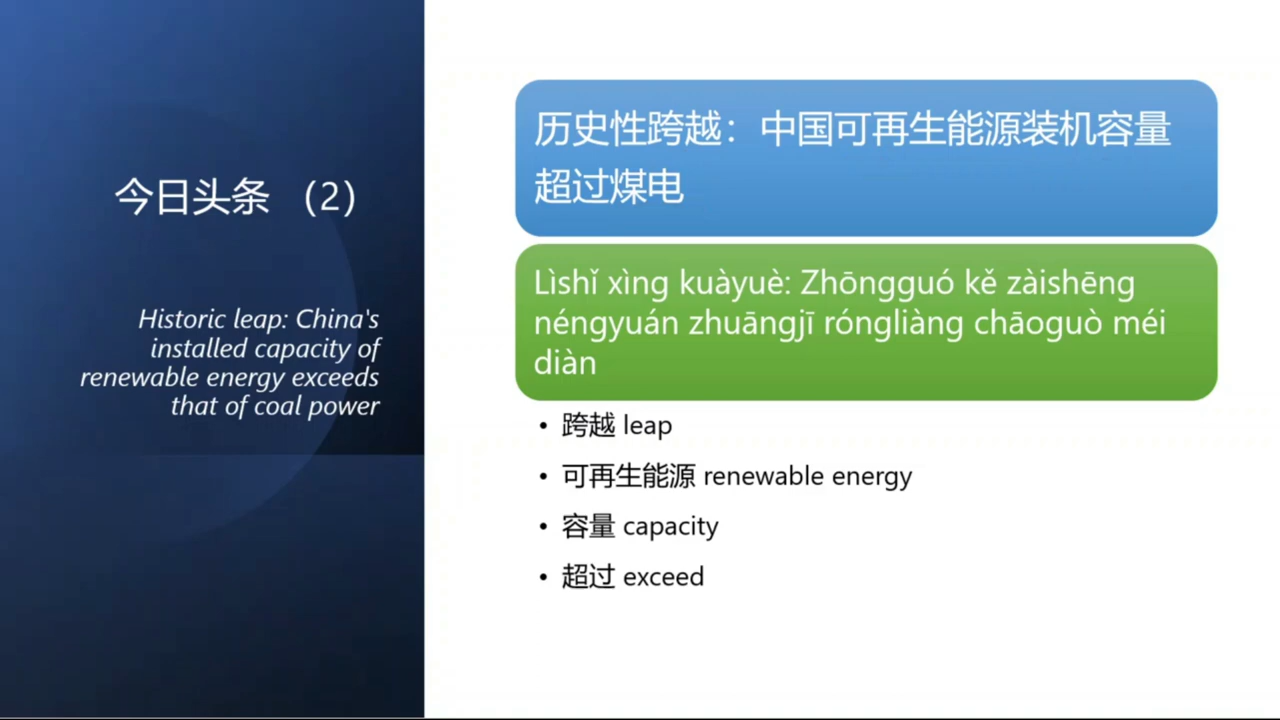 今日头条 （2）
Historic leap: China's
installed capacity of
renewable energy exceeds
that of coal power
历史性跨越：中国可再生能源装机容量
超过煤电
Lìshǐ xìng kuàyuè: Zhōngguó kě zàishēng
néngyuán zhuāngjī róngliàng chāoguò méi
diàn
• 跨越 leap
• 可再生能源 renewable energy
• 容量 capacity
• 超过 exceed